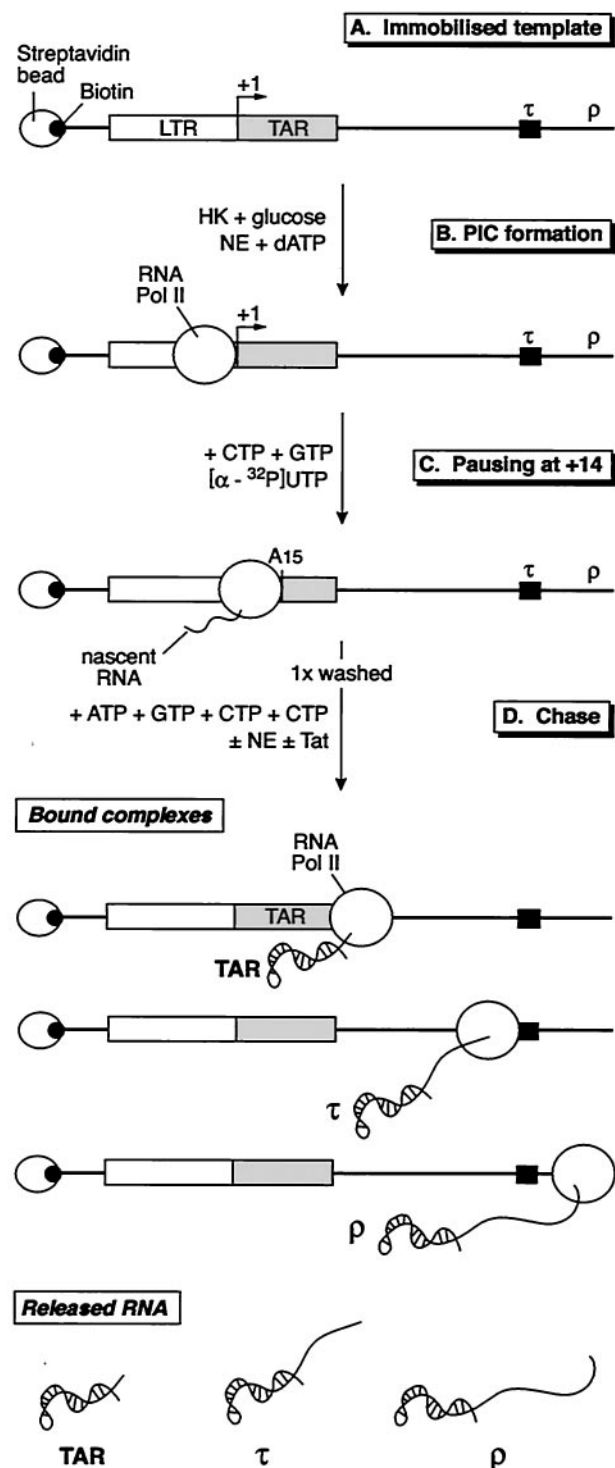 A. Immobilised template
Streptavidin
bead
Biotin
+1
LTR
TAR
τ
ρ
HK + glucose
NE + dATP
B. PIC formation
RNA
Pol II
+1
τ
ρ
+ CTP + GTP
[α - ³²P]UTP
C. Pausing at +14
A15
τ
ρ
nascent
RNA
1x washed
+ ATP + GTP + CTP + CTP
± NE ± Tat
D. Chase
Bound complexes
RNA
Pol II
TAR
TAR
τ
ρ
Released RNA
TAR
τ
ρ